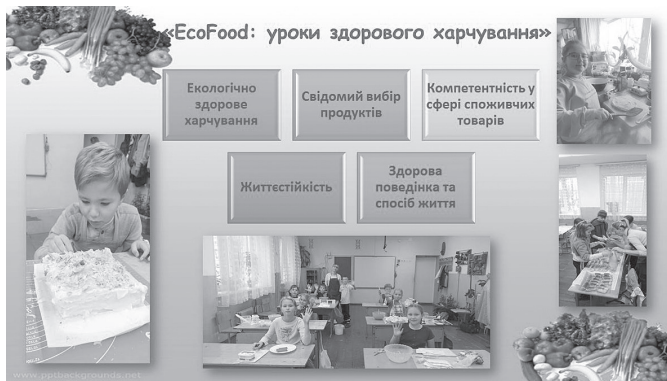 «EcoFood: уроки здорового харчування»
Екологічно
здорове
харчування
Свідомий вибір
продуктів
Компетентність у
сфері споживчих
товарів
Життєстійкість
Здорова
поведінка та
спосіб життя
www.pptbackgrounds.net